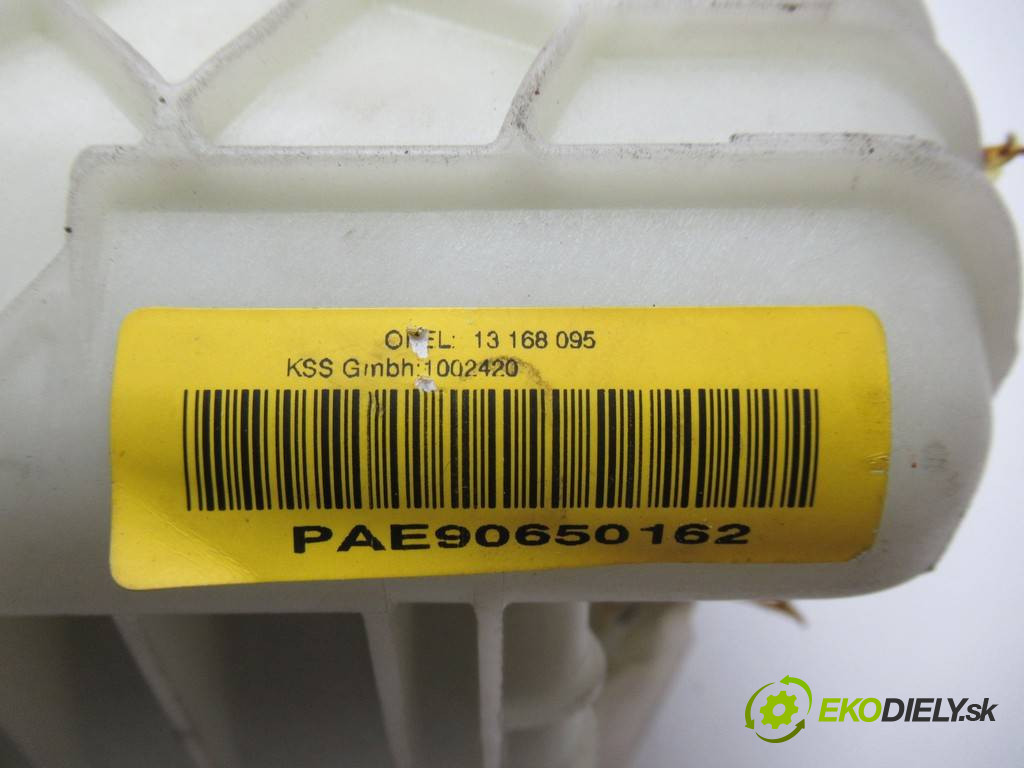 OPEL: 13 168 095
KSS Gmbh:1002420
PAE90650162
EKODIELY.sk